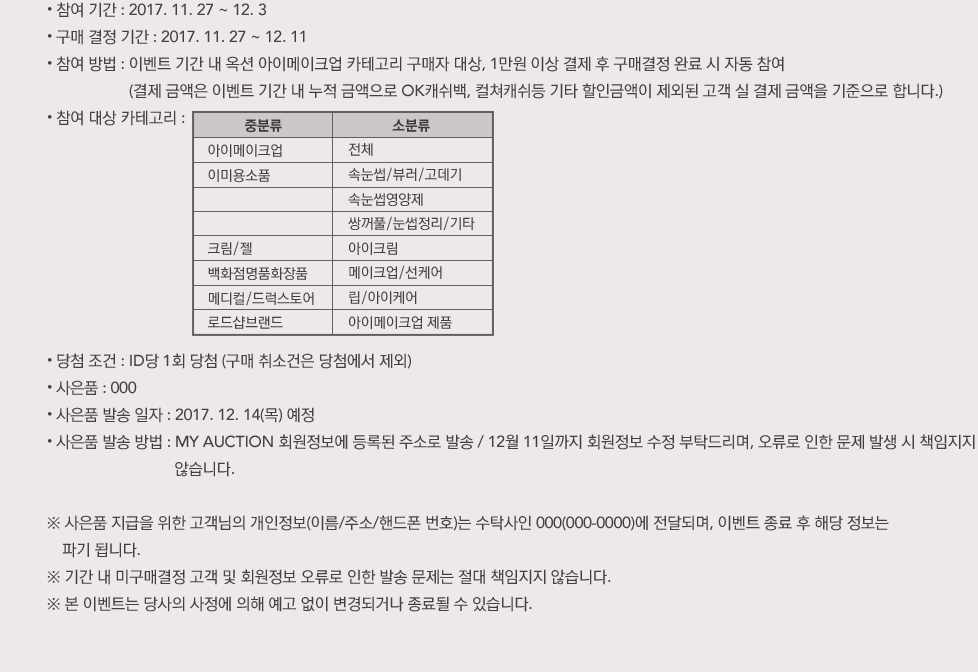 • 참여 기간 : 2017. 11. 27 ~ 12. 3
• 구매 결정 기간 : 2017. 11. 27 ~ 12. 11
• 참여 방법 : 이벤트 기간 내 옥션 아이메이크업 카테고리 구매자 대상, 1만원 이상 결제 후 구매결정 완료 시 자동 참여
(결제 금액은 이벤트 기간 내 누적 금액으로 OK캐쉬백, 컬쳐캐쉬등 기타 할인금액이 제외된 고객 실 결제 금액을 기준으로 합니다.)
• 참여 대상 카테고리 :
중분류 소분류
아이메이크업 전체
이미용소품 속눈썹/뷰러/고데기
속눈썹영양제
쌍꺼풀/눈썹정리/기타
크림/젤 아이크림
백화점명품화장품 메이크업/선케어
메디컬/드럭스토어 립/아이케어
로드샵브랜드 아이메이크업 제품
• 당첨 조건 : ID당 1회 당첨 (구매 취소건은 당첨에서 제외)
• 사은품 : 000
• 사은품 발송 일자 : 2017. 12. 14(목) 예정
• 사은품 발송 방법 : MY AUCTION 회원정보에 등록된 주소로 발송 / 12월 11일까지 회원정보 수정 부탁드리며, 오류로 인한 문제 발생 시 책임지지
않습니다.
※ 사은품 지급을 위한 고객님의 개인정보(이름/주소/핸드폰 번호)는 수탁사인 000(000-0000)에 전달되며, 이벤트 종료 후 해당 정보는
파기 됩니다.
※ 기간 내 미구매결정 고객 및 회원정보 오류로 인한 발송 문제는 절대 책임지지 않습니다.
※ 본 이벤트는 당사의 사정에 의해 예고 없이 변경되거나 종료될 수 있습니다.